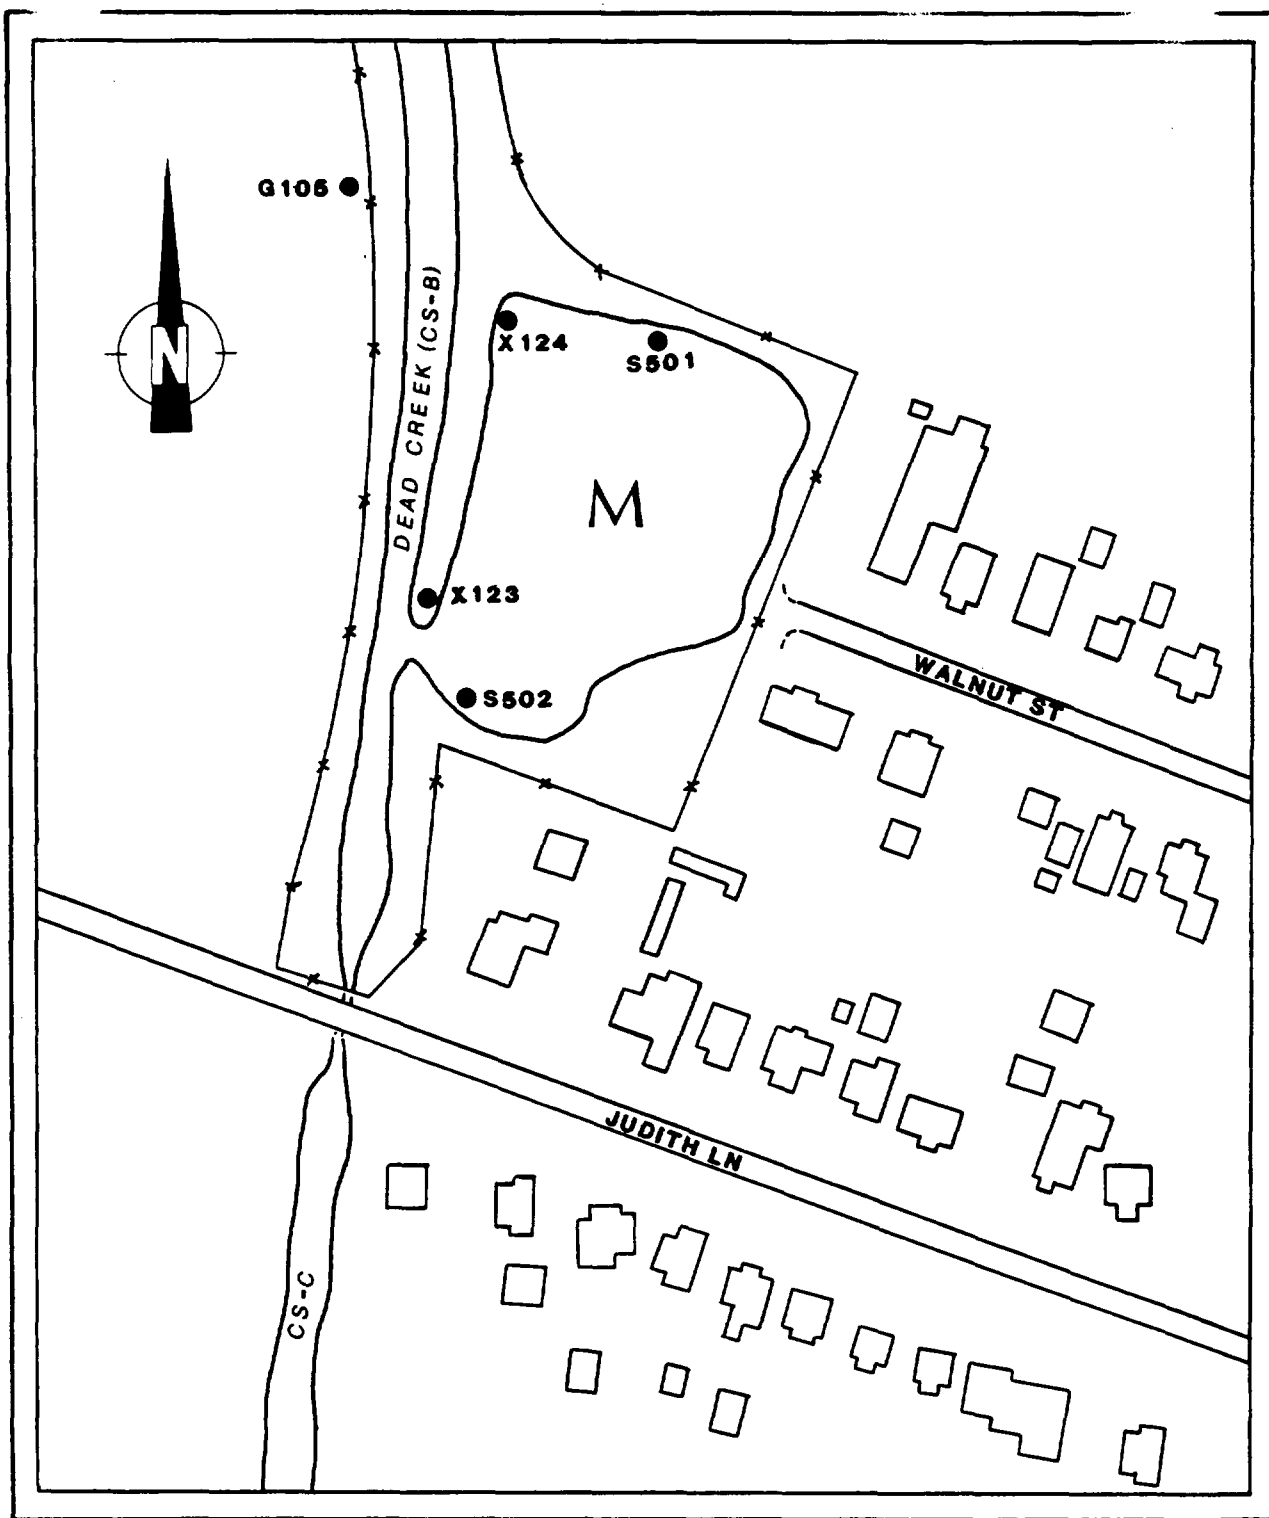 G105
DEAD CREEK (CS-B)
X124
S501
N
M
X123
S502
WALNUT ST
JUDITH LN
CS-C